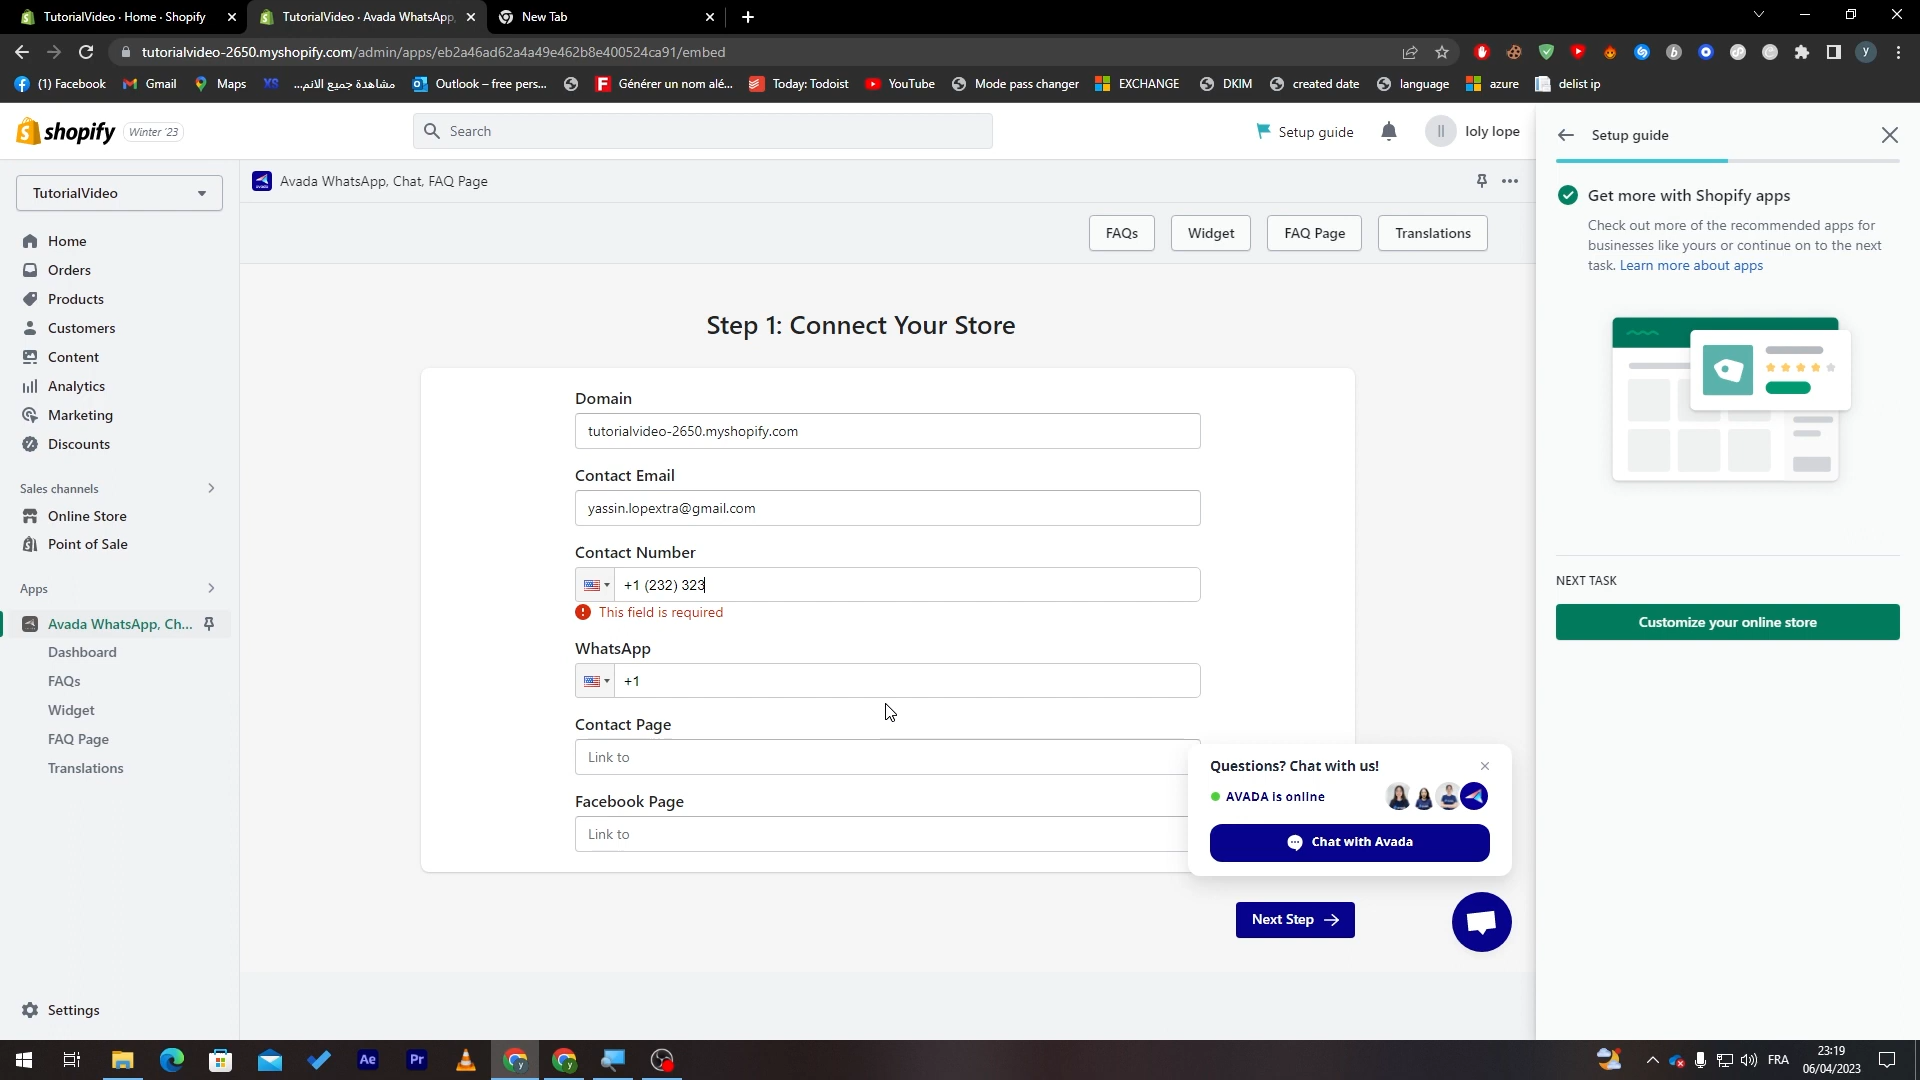 TutorialVideo · Home · Shopify
TutorialVideo · Avada WhatsApp,
New Tab
tutorialvideo-2650.myshopify.com/admin/apps/eb2a46ad62a4a49e462b8e400524ca91/embed
y
(1) Facebook
Gmail
Maps
XS
مشاهدة جميع الانم...
Outlook – free pers...
Générer un nom alé...
Today: Todoist
YouTube
Mode pass changer
EXCHANGE
DKIM
created date
language
azure
delist ip
shopify
Winter '23
Search
Setup guide
ll
loly lope
Setup guide
TutorialVideo
Avada WhatsApp, Chat, FAQ Page
Get more with Shopify apps
Check out more of the recommended apps for
businesses like yours or continue on to the next
task. Learn more about apps
FAQs
Widget
FAQ Page
Translations
Home
Orders
Products
Customers
Content
Analytics
Marketing
Discounts
Sales channels
Online Store
Point of Sale
Apps
Avada WhatsApp, Ch...
Dashboard
FAQs
Widget
FAQ Page
Translations
Settings
Step 1: Connect Your Store
Domain
tutorialvideo-2650.myshopify.com
Contact Email
yassin.lopextra@gmail.com
Contact Number
+1 (232) 323
This field is required
WhatsApp
+1
Contact Page
Link to
Facebook Page
Link to
Questions? Chat with us!
AVADA is online
Chat with Avada
Next Step
NEXT TASK
Customize your online store
Ae
Pr
FRA
23:19
06/04/2023